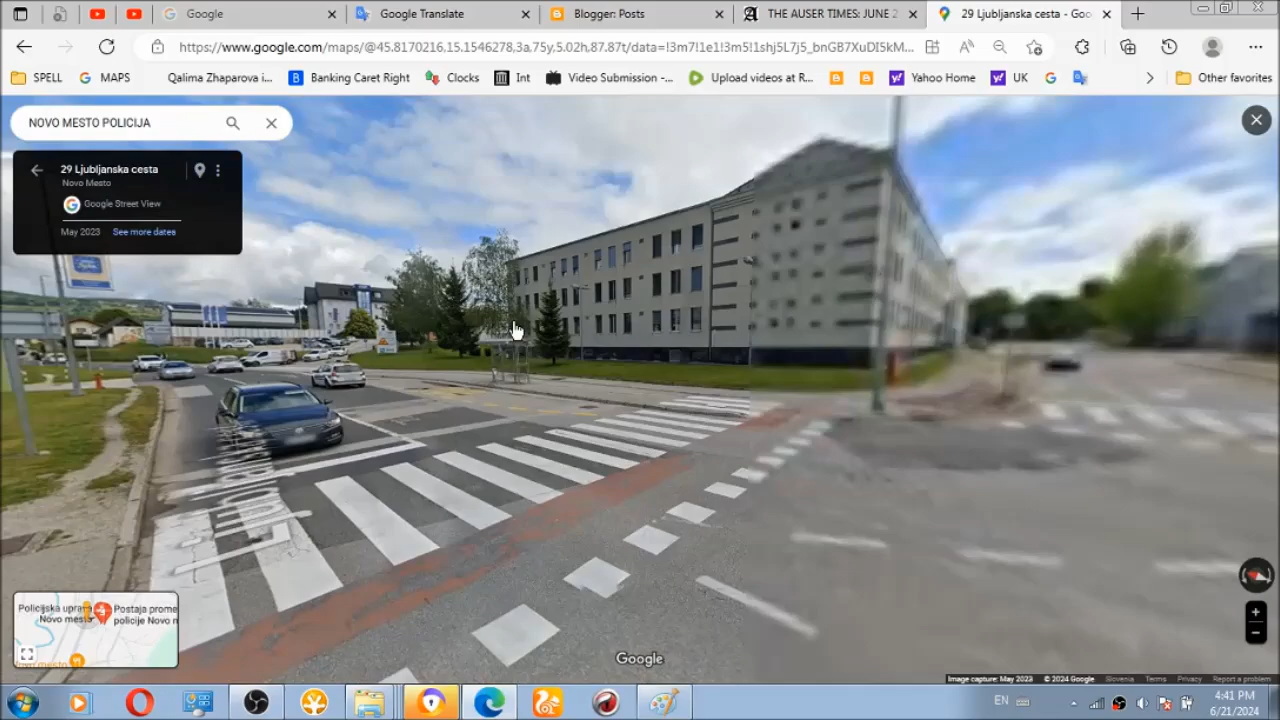 Google
Google Translate
Blogger: Posts
THE AUSER TIMES: JUNE 2
29 Ljubljanska cesta - Goo
https://www.google.com/maps/@45.8170216,15.1546278,3a,75y,5.02h,87.87t/data=!3m7!1e1!3m5!1shj5L7j5_bnGB7XuDI5kM...
SPELL
MAPS
Qalima Zhaparova i...
Banking Caret Right
Clocks
Int
Video Submission -...
Upload videos at R...
Yahoo Home
UK
Other favorites
NOVO MESTO POLICIJA
29 Ljubljanska cesta
Novo Mesto
Google Street View
May 2023 See more dates
Ljubljans
Policijska uprava
Novo mesto
Postaja prome
policije Novo n
Novo mesto
Google
Image capture: May 2023 © 2024 Google Slovenia Terms Privacy Report a problem
EN
4:41 PM
6/21/2024